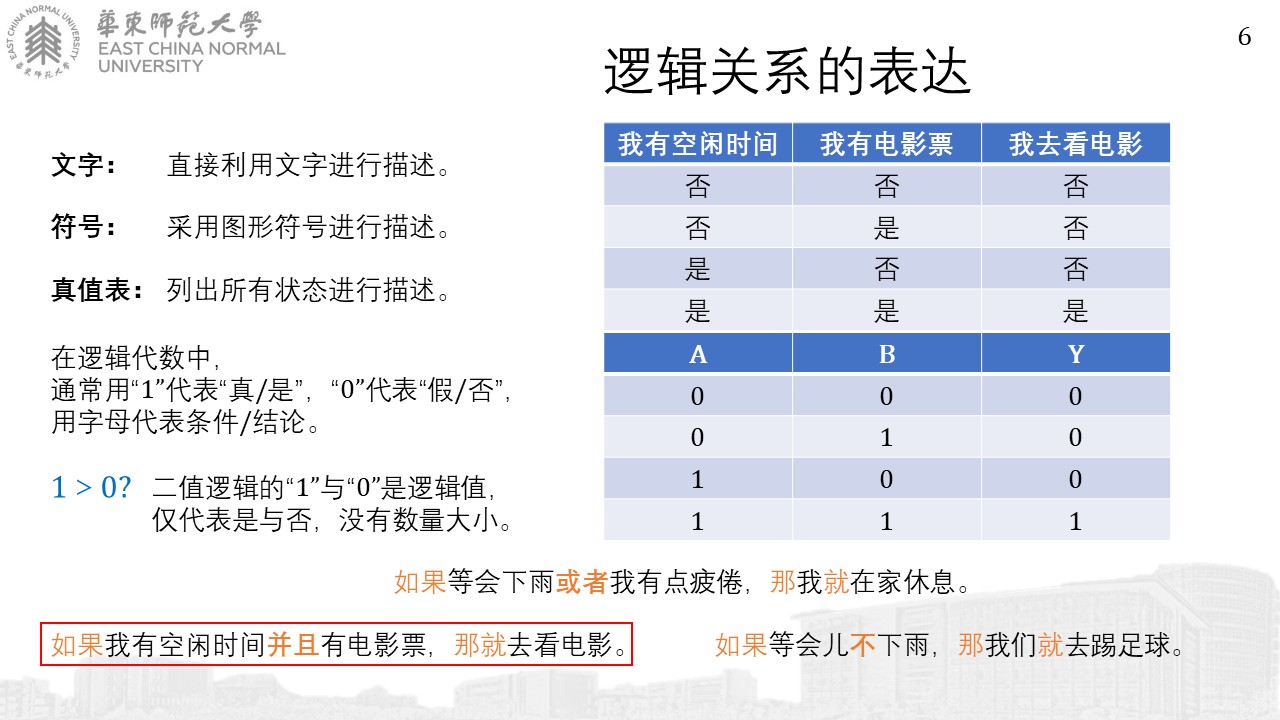 EAST CHINA NORMAL UNIVERSITY
華東師範大學
華東師範大學
EAST CHINA NORMAL
UNIVERSITY
6
逻辑关系的表达
文字： 直接利用文字进行描述。
符号： 采用图形符号进行描述。
真值表： 列出所有状态进行描述。
在逻辑代数中，
通常用“1”代表“真/是”，“0”代表“假/否”，
用字母代表条件/结论。
1 > 0? 二值逻辑的“1”与“0”是逻辑值，
仅代表是与否，没有数量大小。
我有空闲时间 我有电影票 我去看电影
否 否 否
否 是 否
是 否 否
是 是 是
A B Y
0 0 0
0 1 0
1 0 0
1 1 1
如果等会下雨或者我有点疲倦，那我就在家休息。
如果我有空闲时间并且有电影票，那就去看电影。
如果等会儿不下雨，那我们就去踢足球。